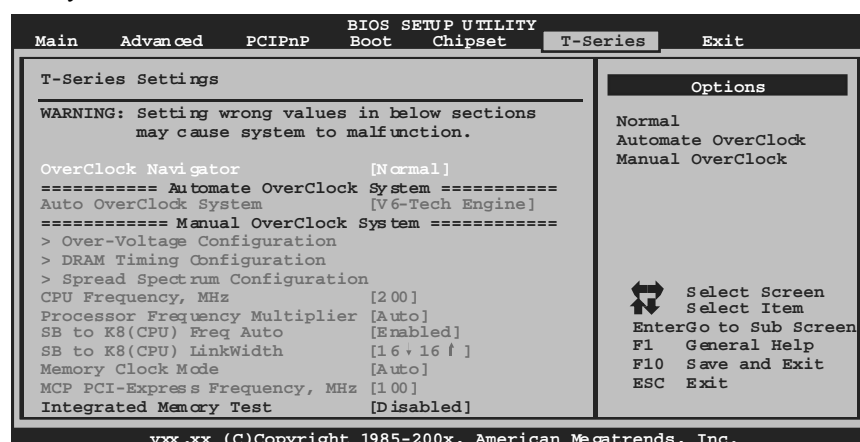 BIOS SETUP UTILITY
Main Advanced PCIPnP Boot Chipset T-Series Exit
T-Series Settings
WARNING: Setting wrong values in below sections
may cause system to malfunction.
OverClock Navigator [Normal]
=========== Automate OverClock System ===========
Auto OverClock System [V6-Tech Engine]
============ Manual OverClock System ============
> Over-Voltage Configuration
> DRAM Timing Configuration
> Spread Spectrum Configuration
CPU Frequency, MHz [200]
Processor Frequency Multiplier [Auto]
SB to K8(CPU) Freq Auto [Enabled]
SB to K8(CPU) LinkWidth [16↓16↑]
Memory Clock Mode [Auto]
MCP PCI-Express Frequency, MHz [100]
Integrated Memory Test [Disabled]
Options
Normal
Automate OverClock
Manual OverClock
Select Screen
Select Item
Enter Go to Sub Screen
F1 General Help
F10 Save and Exit
ESC Exit
vxx.xx (C)Copyright 1985-200x, American Megatrends, Inc.